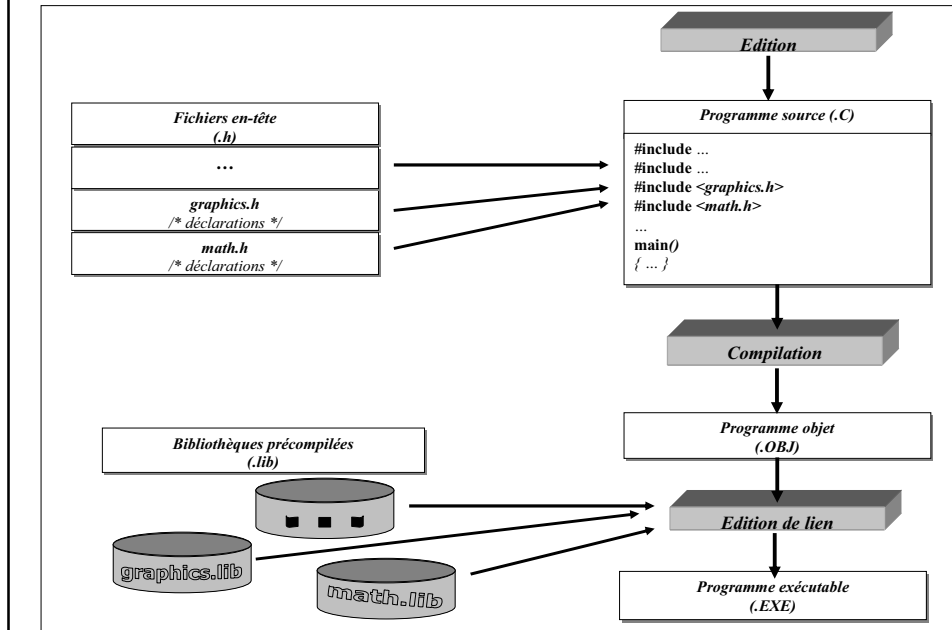 Edition
Fichiers en-tête
(.h)
...
graphics.h
/* déclarations */
math.h
/* déclarations */
Programme source (.C)
#include ...
#include ...
#include <graphics.h>
#include <math.h>
...
main()
{ ... }
Compilation
Programme objet
(.OBJ)
Bibliothèques précompilées
(.lib)
...
graphics.lib
math.lib
Edition de lien
Programme exécutable
(.EXE)